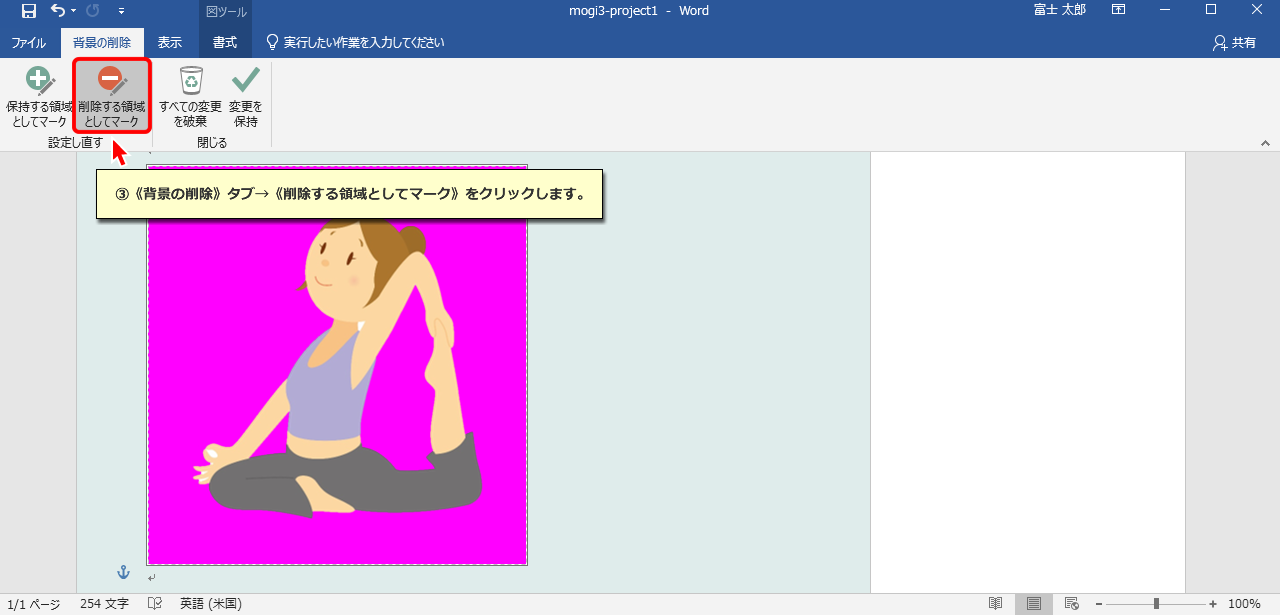 図ツール
mogi3-project1 - Word
富士 太郎
ファイル
背景の削除
表示
書式
実行したい作業を入力してください
共有
保持する領域
としてマーク
削除する領域
としてマーク
すべての変更
を破棄
変更を
保持
設定し直す
閉じる
③《背景の削除》タブ→《削除する領域としてマーク》をクリックします。
1/1 ページ
254 文字
英語 (米国)
100%